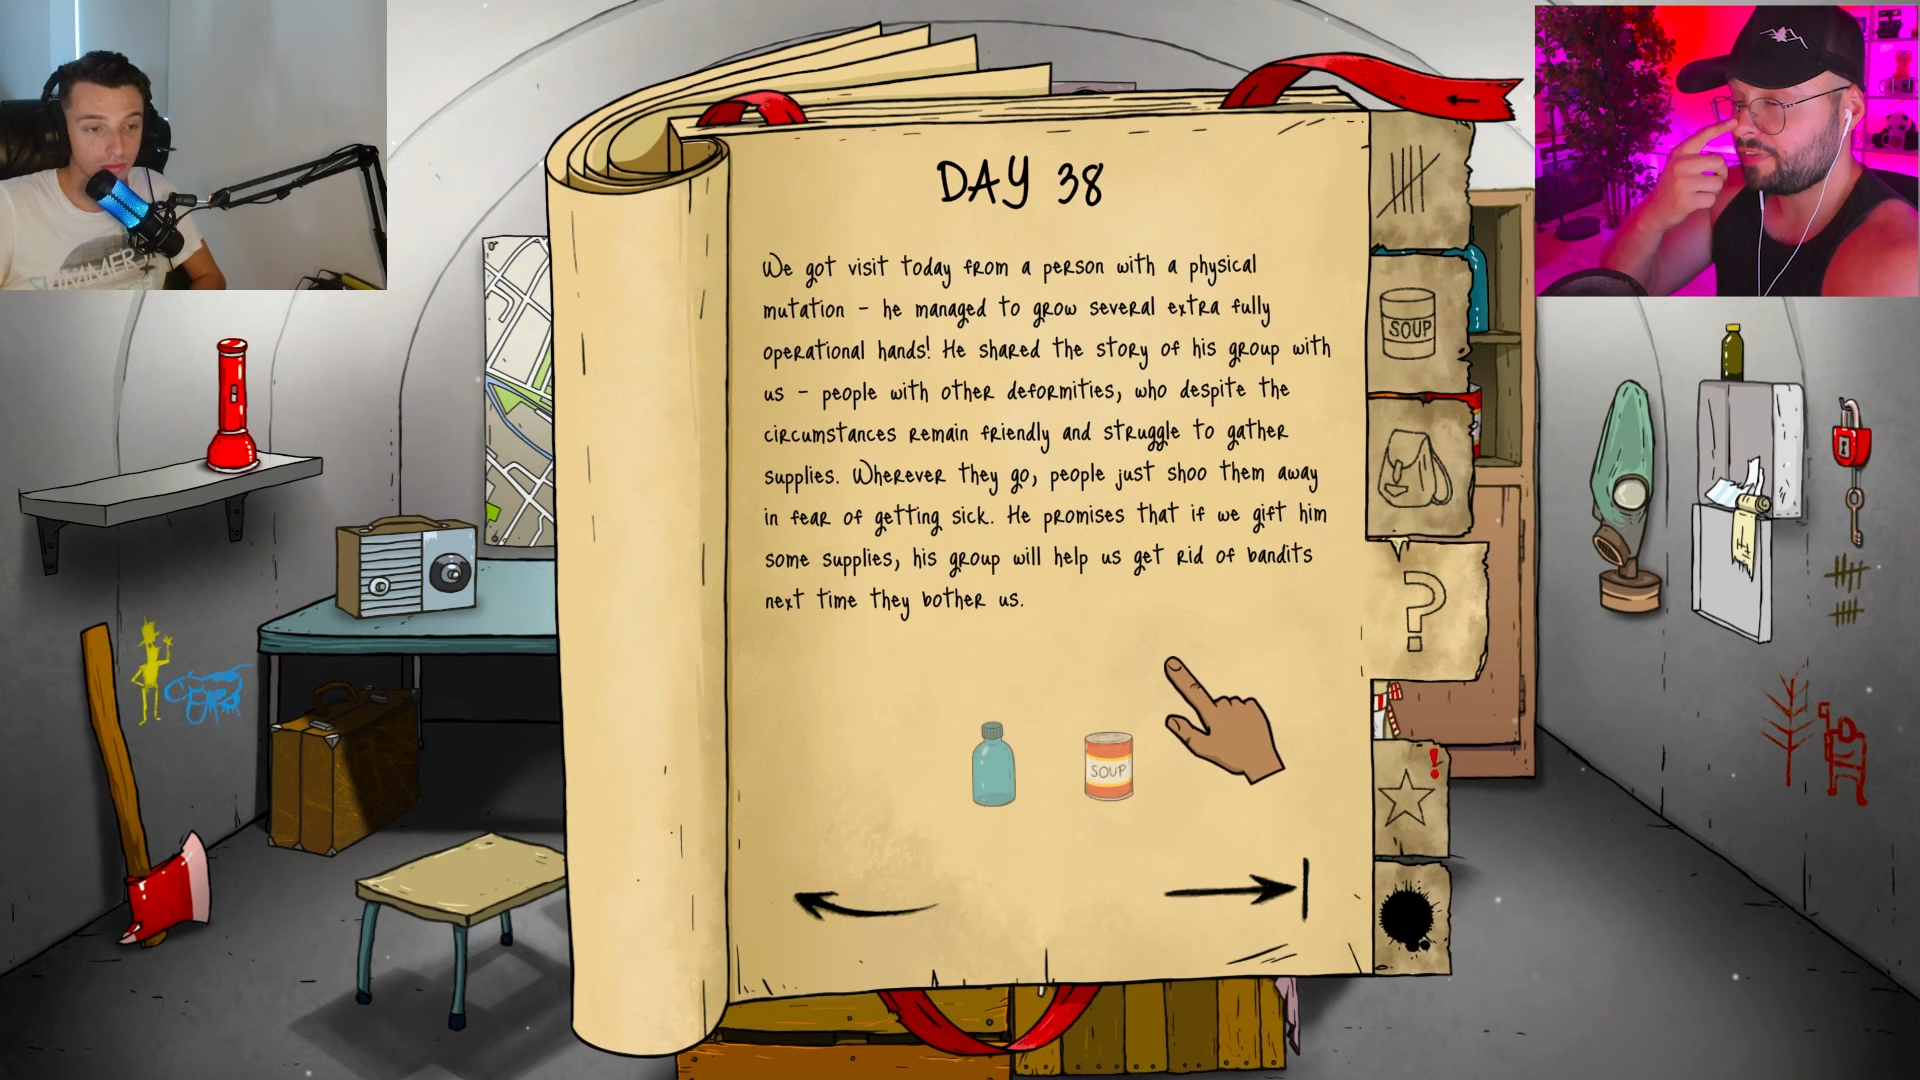 DAY 38
We got visit today from a person with a physical
mutation - he managed to grow several extra fully
operational hands! He shared the story of his group with
us - people with other deformities, who despite the
circumstances remain friendly and struggle to gather
supplies. Wherever they go, people just shoo them away
in fear of getting sick. He promises that if we gift him
some supplies, his group will help us get rid of bandits
next time they bother us.
SOUP
SOUP
?
!